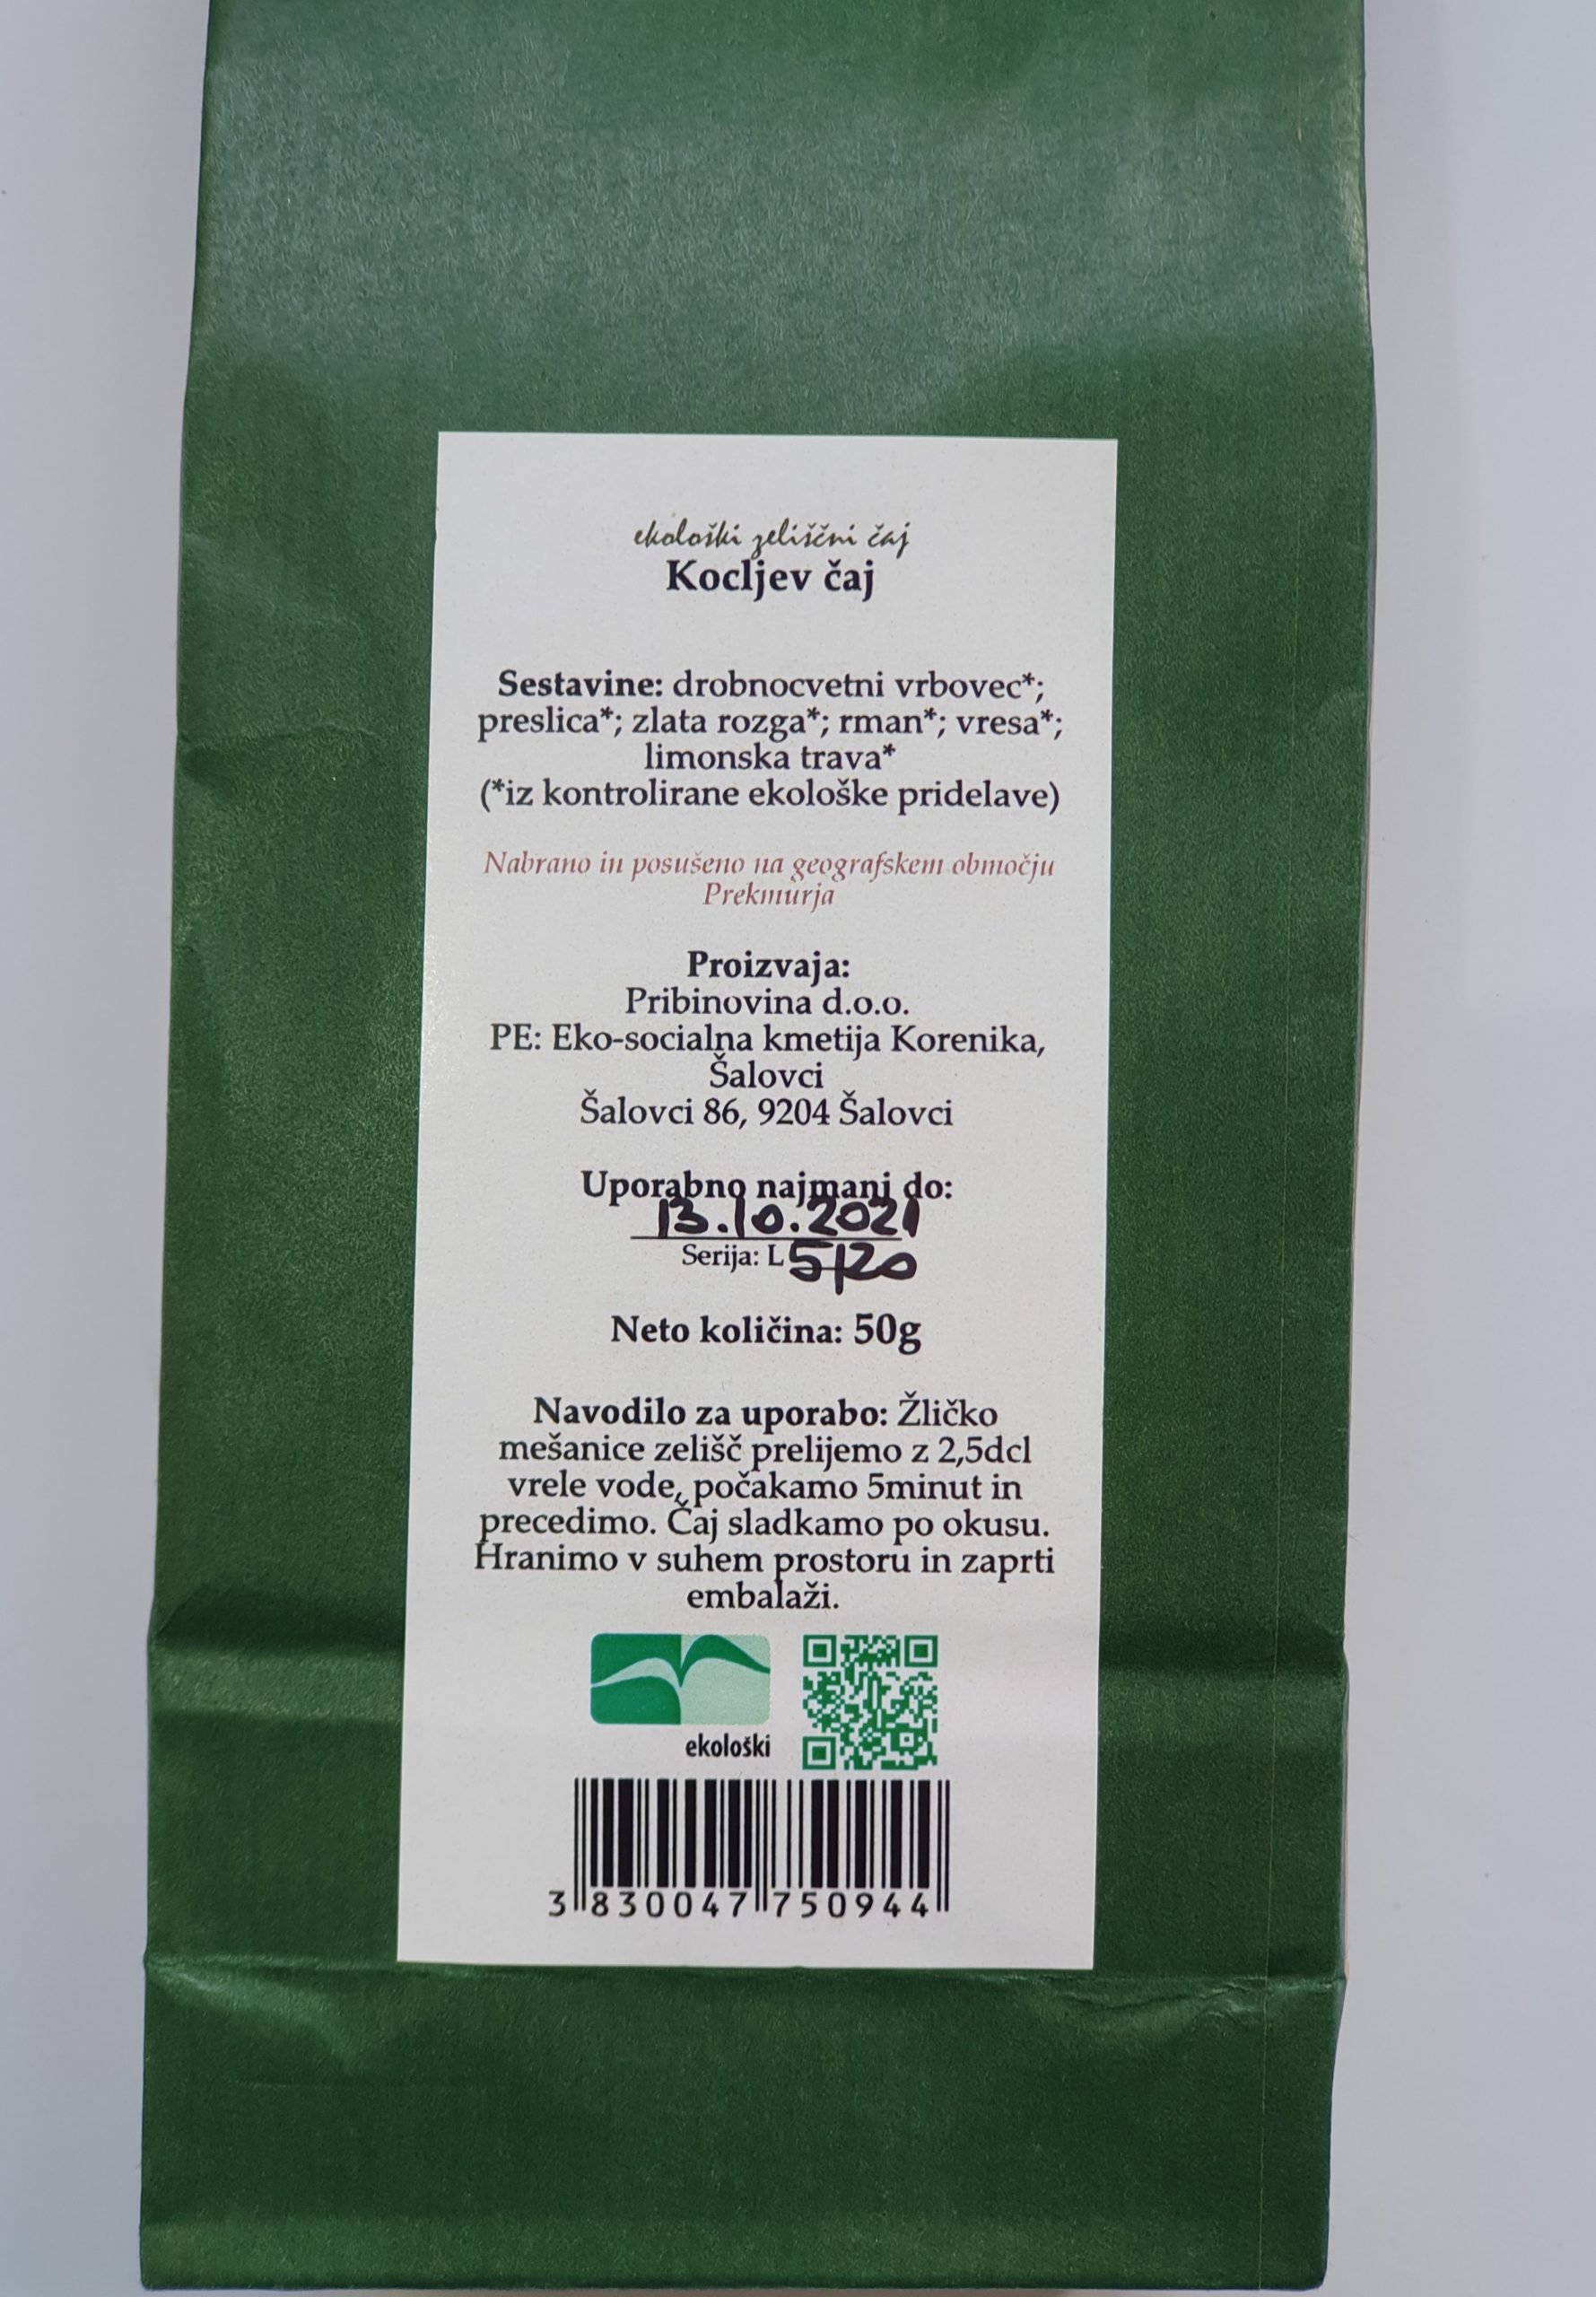 ekološki zeliščni čaj
Kocljev čaj
Sestavine: drobnocvetni vrbovec*;
preslica*; zlata rozga*; rman*; vresa*;
limonska trava*
(*iz kontrolirane ekološke pridelave)
Nabrano in posušeno na geografskem območju
Prekmurja
Proizvaja:
Pribinovina d.o.o.
PE: Eko-socialna kmetija Korenika,
Šalovci
Šalovci 86, 9204 Šalovci
Uporabno najmanj do:
13.10.2021
Serija: L 5/20
Neto količina: 50g
Navodilo za uporabo: Žličko
mešanice zelišč prelijemo z 2,5dcl
vrele vode, počakamo 5minut in
precedimo. Čaj sladkamo po okusu.
Hranimo v suhem prostoru in zaprti
embalaži.
ekološki
3 830047 750944